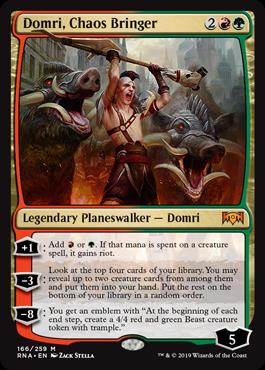 Domri, Chaos Bringer 2
Legendary Planeswalker — Domri
+1 : Add or . If that mana is spent on a creature
spell, it gains riot.
-3 : Look at the top four cards of your library. You may
reveal up to two creature cards from among them
and put them into your hand. Put the rest on the
bottom of your library in a random order.
-8 : You get an emblem with "At the beginning of each
end step, create a 4/4 red and green Beast creature
token with trample."
5
166/259 M
RNA • EN ZACK STELLA
™ & © 2019 Wizards of the Coast